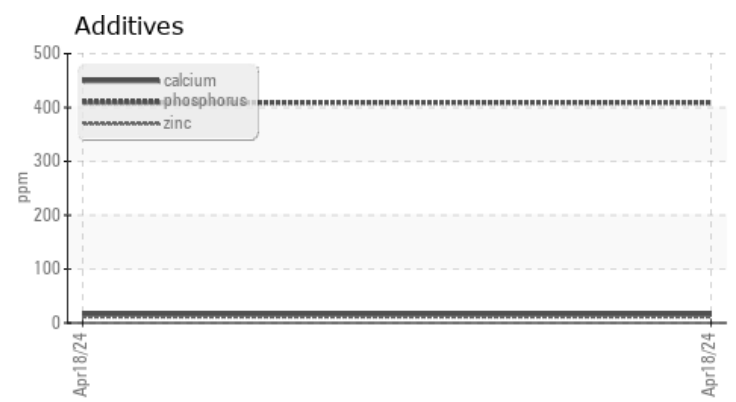 Additives
500
400
300
200
100
0
ppm
calcium
phosphorus
zinc
Apr18/24
Apr18/24